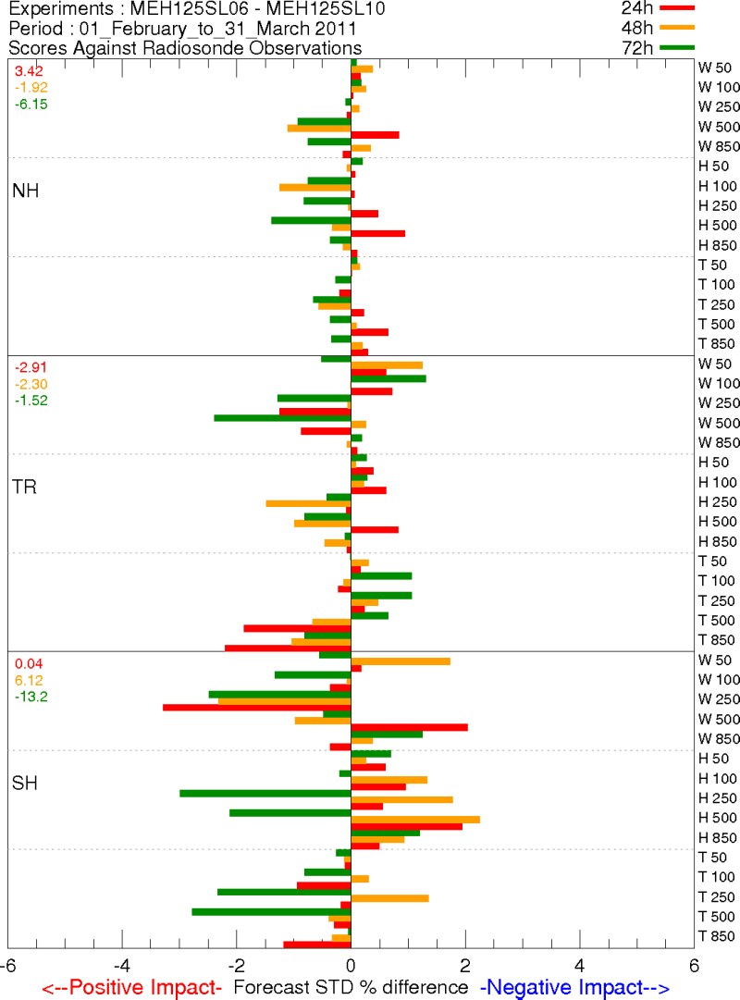 Experiments : MEH125SL06 - MEH125SL10 24h
Period : 01_February_to_31_March 2011 48h
Scores Against Radiosonde Observations 72h
3.42
-1.92
-6.15
NH
W 50
W 100
W 250
W 500
W 850
H 50
H 100
H 250
H 500
H 850
T 50
T 100
T 250
T 500
T 850
-2.91
-2.30
-1.52
TR
W 50
W 100
W 250
W 500
W 850
H 50
H 100
H 250
H 500
H 850
T 50
T 100
T 250
T 500
T 850
0.04
6.12
-13.2
SH
W 50
W 100
W 250
W 500
W 850
H 50
H 100
H 250
H 500
H 850
T 50
T 100
T 250
T 500
T 850
-6 -4 -2 0 2 4 6
<--Positive Impact- Forecast STD % difference -Negative Impact-->